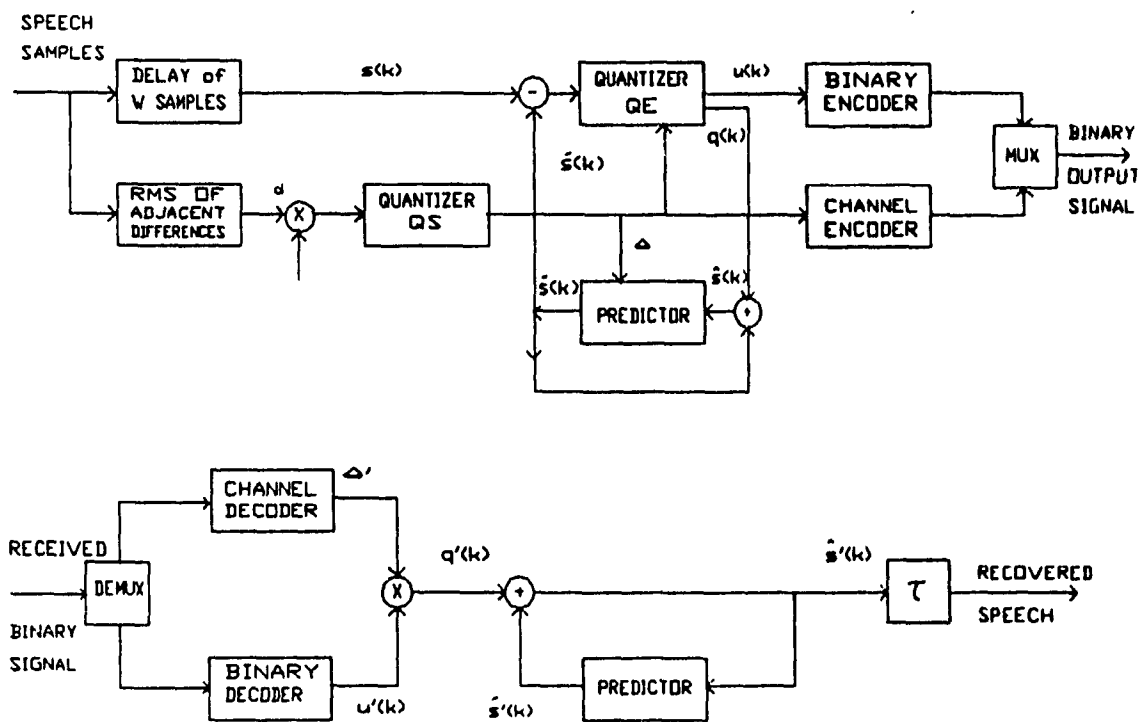 SPEECH
SAMPLES
DELAY of
W SAMPLES
s(k)
-
QUANTIZER
QE
u(k)
q(k)
BINARY
ENCODER
MUX
BINARY
OUTPUT
SIGNAL
RMS OF
ADJACENT
DIFFERENCES
d
X
QUANTIZER
QS
s̃(k)
CHANNEL
ENCODER
Δ
s̃(k)
ŝ(k)
PREDICTOR
+
RECEIVED
BINARY
SIGNAL
DEMUX
CHANNEL
DECODER
Δ'
BINARY
DECODER
u'(k)
X
q'(k)
+
ŝ'(k)
PREDICTOR
s̃'(k)
τ
RECOVERED
SPEECH